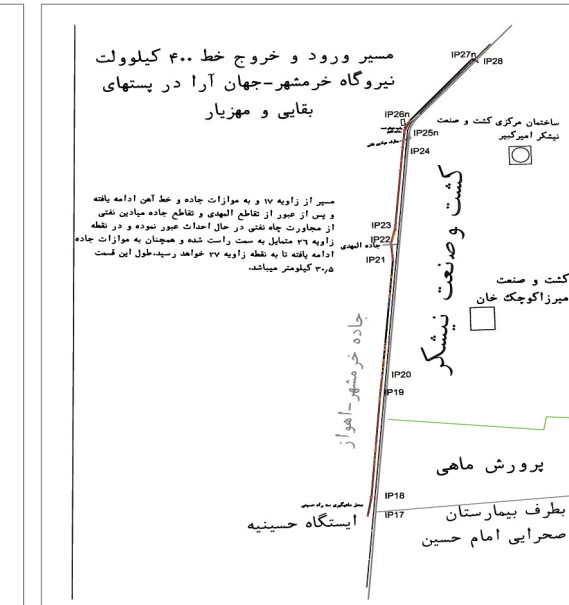 مسیر ورود و خروج خط ۴۰۰ کیلوولت
نیروگاه خرمشهر-جهان آرا در پستهای
بقایی و مهزیار
IP27n
IP28
IP26n
IP25n
IP24
ساختمان مرکزی کشت و صنعت
نیشکر امیرکبیر
کشت و صنعت نیشکر
مسیر از زاویه ۱۷ و به موازات جاده و خط آهن ادامه یافته
و پس از عبور از تقاطع المهدی و تقاطع جاده میادین نفتی
از مجاورت چاه نفتی در حال احداث عبور نموده و در نقطه
زاویه ۲۶ متمایل به سمت راست شده و همچنان به موازات جاده
ادامه یافته تا به نقطه زاویه ۲۷ خواهد رسید.طول این قسمت
۳۰٫۵ کیلومتر میباشد.
IP23
IP22
جاده المهدی
IP21
کشت و صنعت
میرزاکوچک خان
جاده خرمشهر-اهواز
IP20
IP19
پرورش ماهی
IP18
IP17
ایستگاه حسینیه
بطرف بیمارستان
صحرایی امام حسین